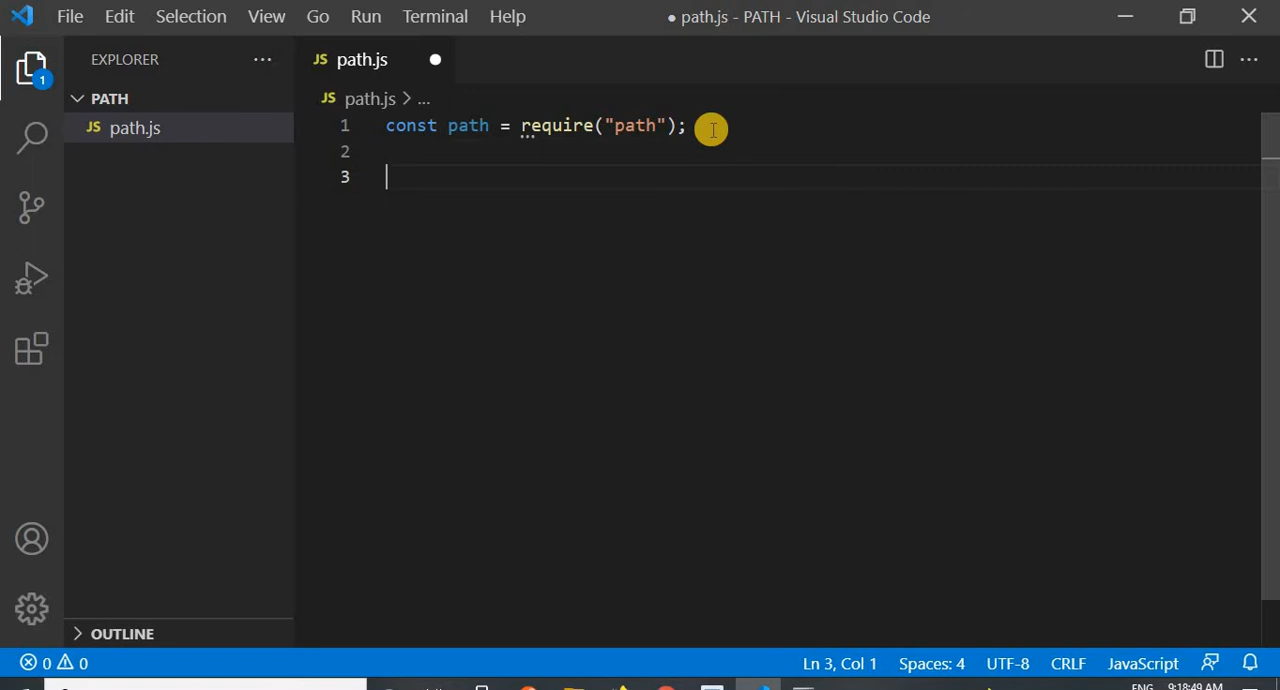 File Edit Selection View Go Run Terminal Help ● path.js - PATH - Visual Studio Code
EXPLORER ···
JS path.js ●
PATH
JS path.js > ...
JS path.js
1 const path = require("path");
2
3
1
OUTLINE
0 0 Ln 3, Col 1 Spaces: 4 UTF-8 CRLF JavaScript
ENG 9:18:49 AM